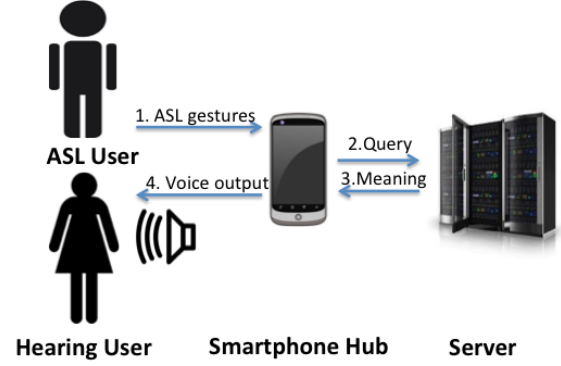 1. ASL gestures
2.Query
ASL User
4. Voice output
3.Meaning
Hearing User
Smartphone Hub
Server